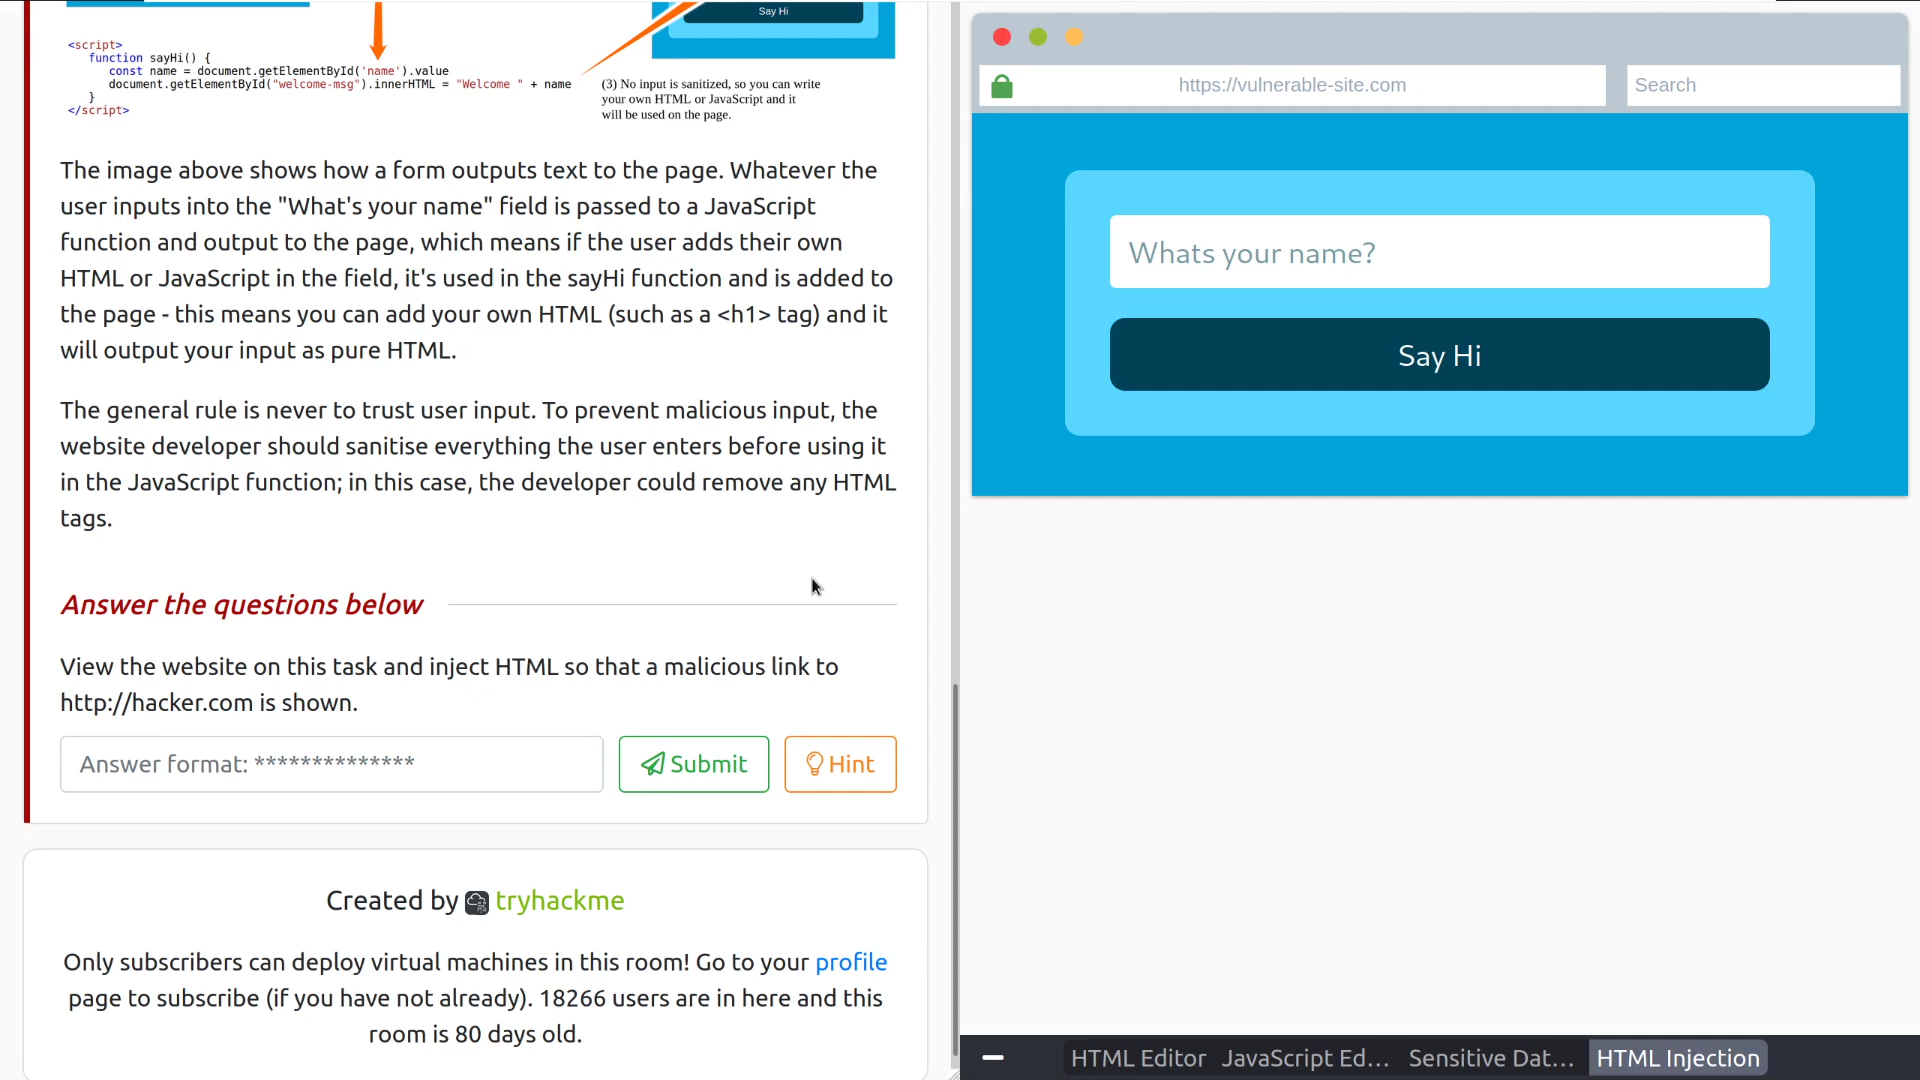 Say Hi
<script>
function sayHi() {
const name = document.getElementById('name').value
document.getElementById("welcome-msg").innerHTML = "Welcome " + name
}
</script>
(3) No input is sanitized, so you can write
your own HTML or JavaScript and it
will be used on the page.
The image above shows how a form outputs text to the page. Whatever the
user inputs into the "What's your name" field is passed to a JavaScript
function and output to the page, which means if the user adds their own
HTML or JavaScript in the field, it's used in the sayHi function and is added to
the page - this means you can add your own HTML (such as a <h1> tag) and it
will output your input as pure HTML.
The general rule is never to trust user input. To prevent malicious input, the
website developer should sanitise everything the user enters before using it
in the JavaScript function; in this case, the developer could remove any HTML
tags.
Answer the questions below
View the website on this task and inject HTML so that a malicious link to
http://hacker.com is shown.
Answer format: **************
Submit
Hint
Created by tryhackme
Only subscribers can deploy virtual machines in this room! Go to your profile
page to subscribe (if you have not already). 18266 users are in here and this
room is 80 days old.
https://vulnerable-site.com
Search
Whats your name?
Say Hi
HTML Editor JavaScript Ed... Sensitive Dat... HTML Injection